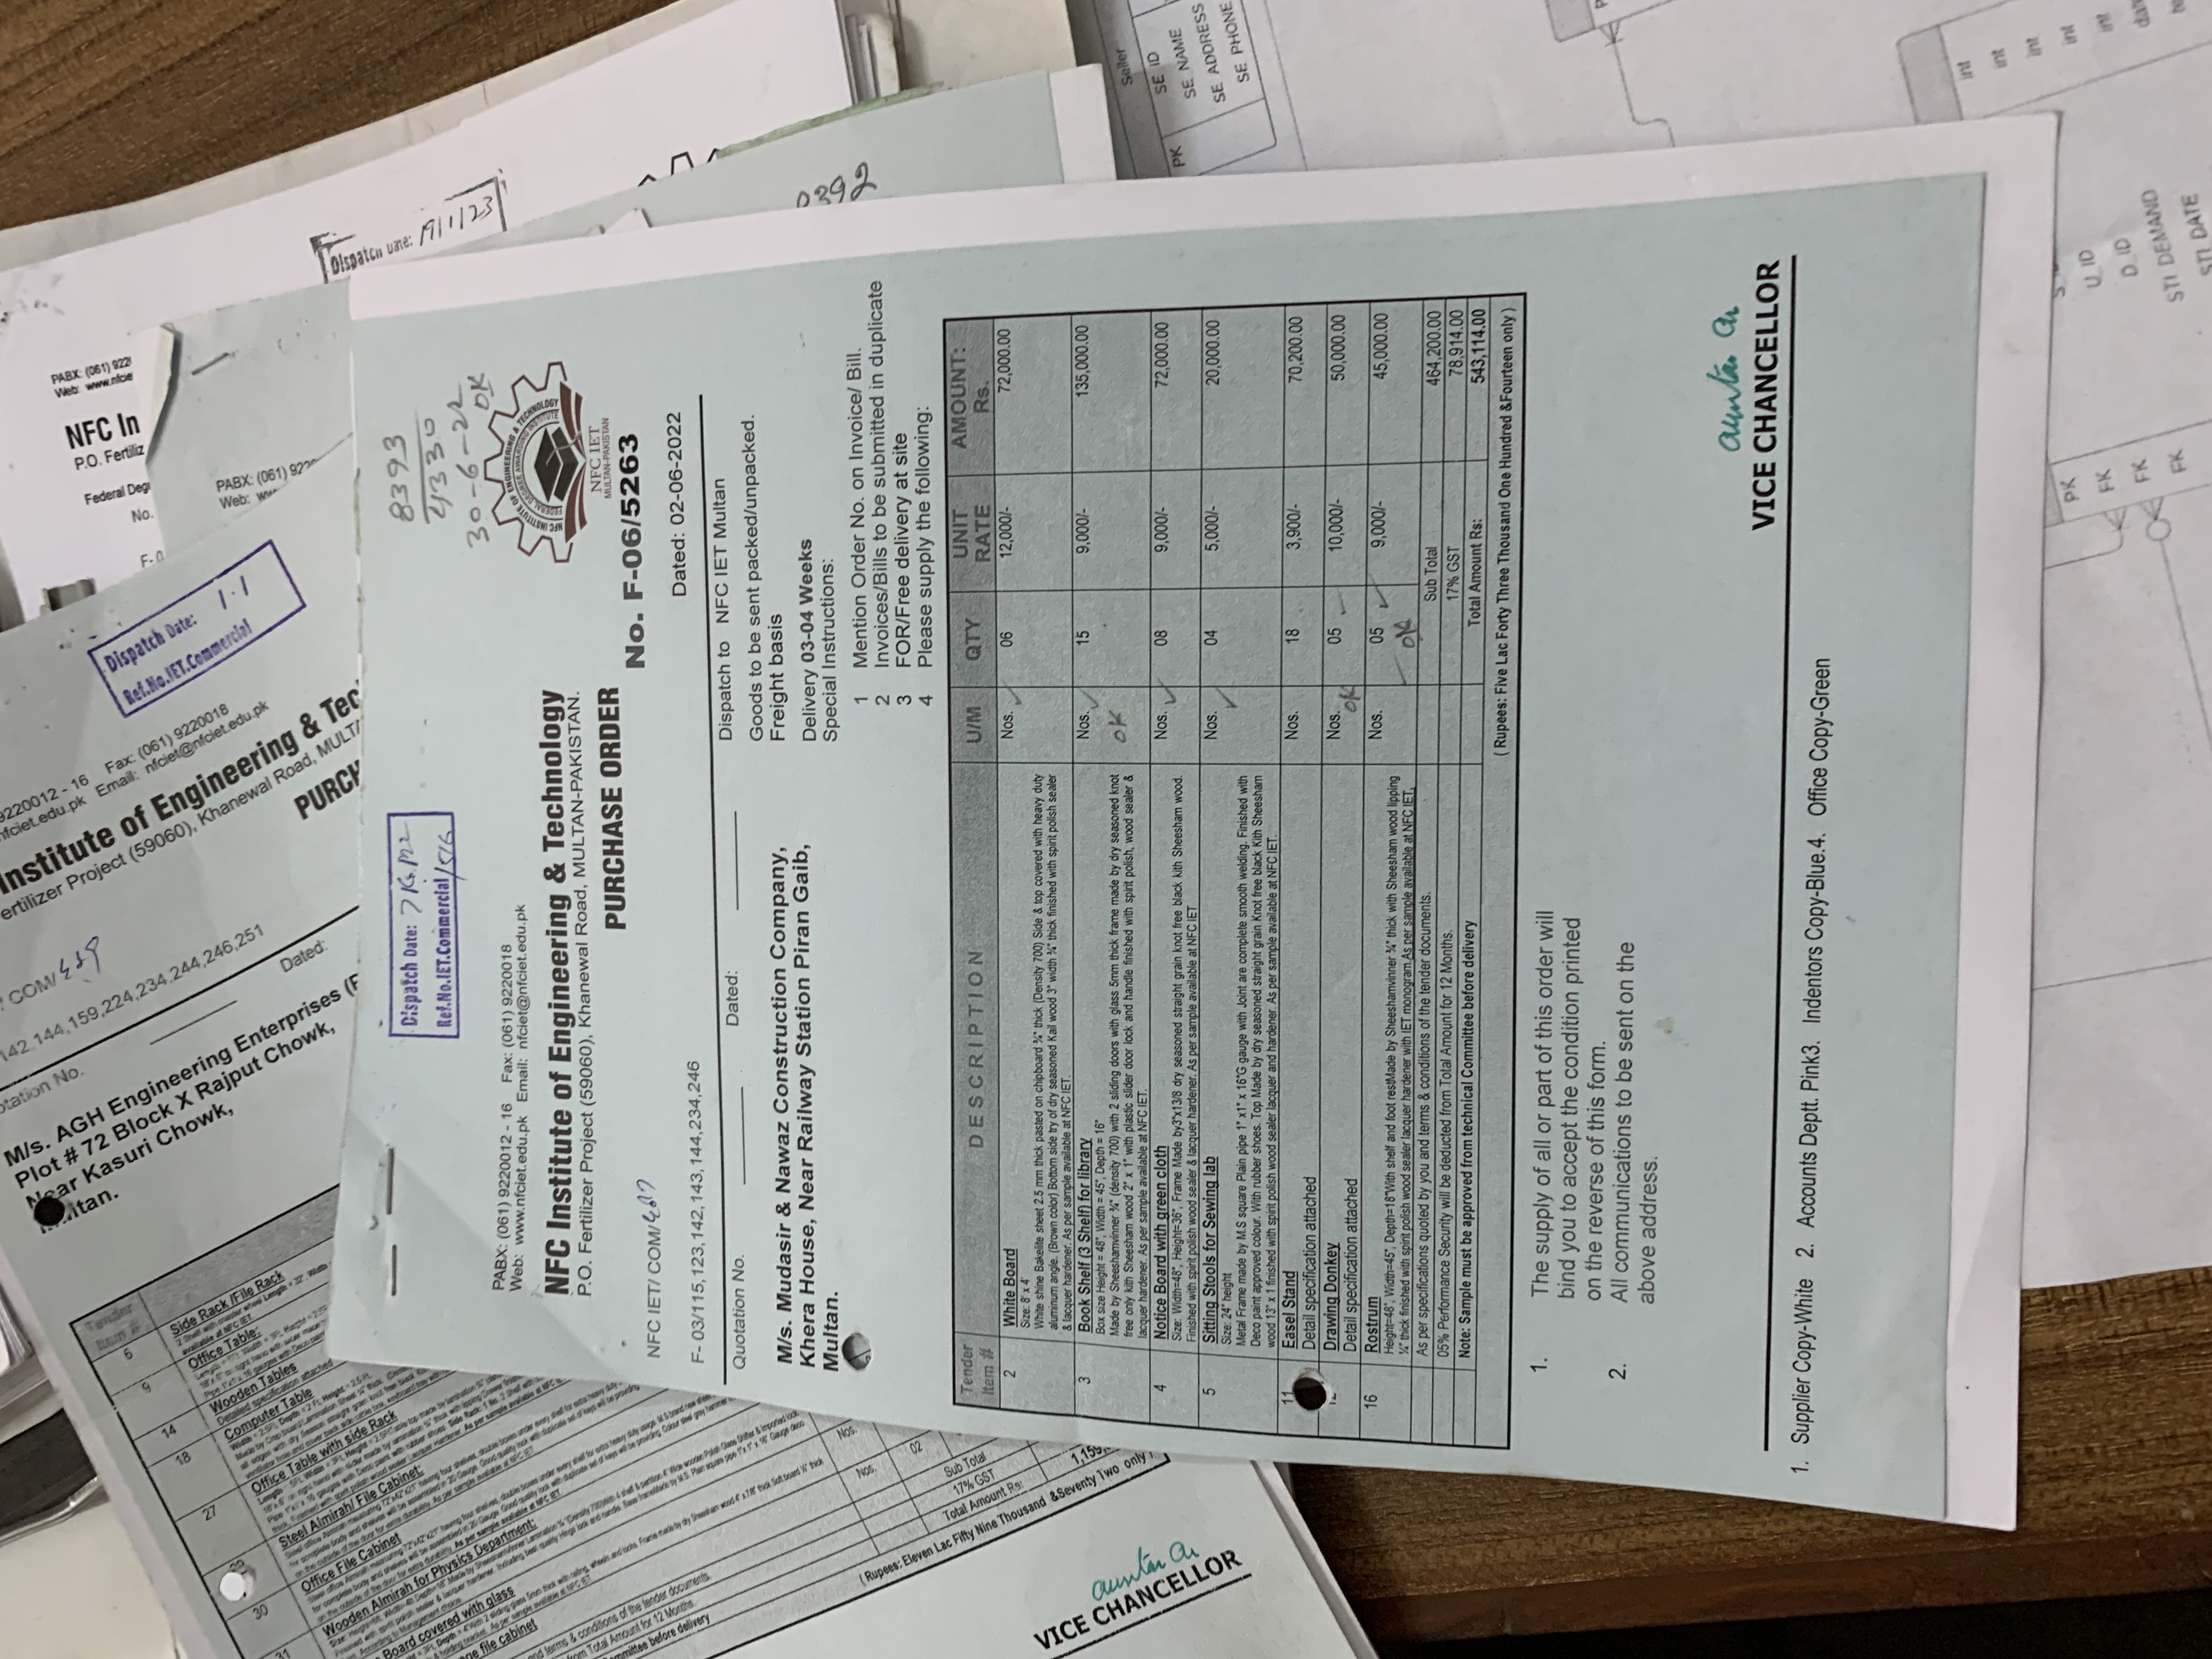 Dispatch Date:
Ref.No.IET.Commercial/516
8393
4330
30-6-22
OK
PABX: (061) 9220012 - 16 Fax: (061) 9220018
Web: www.nfciet.edu.pk Email: nfciet@nfciet.edu.pk
NFC Institute of Engineering & Technology
P.O. Fertilizer Project (59060), Khanewal Road, MULTAN-PAKISTAN.
NFC INSTITUTE OF ENGINEERING & TECHNOLOGY
FEDERAL DEGREE AWARDING INSTITUTE
NFC IET
MULTAN-PAKISTAN
PURCHASE ORDER
No. F-06/5263
NFC IET/ COM/487
Dated: 02-06-2022
F- 03/115,123,142,143,144,234,246
Quotation No. Dated:
Dispatch to NFC IET Multan
Goods to be sent packed/unpacked.
Freight basis
M/s. Mudasir & Nawaz Construction Company,
Khera House, Near Railway Station Piran Gaib,
Multan.
Delivery 03-04 Weeks
Special Instructions:
1 Mention Order No. on Invoice/ Bill.
2 Invoices/Bills to be submitted in duplicate
3 FOR/Free delivery at site
4 Please supply the following:
Tender Item # DESCRIPTION U/M QTY UNIT RATE AMOUNT: Rs.
2 White Board Nos. 06 12,000/- 72,000.00
Size: 8' x 4'
White shine Bakelite sheet 2.5 mm thick pasted on chipboard ¾" thick (Density 700) Side & top covered with heavy duty
aluminum angle. (Brown color) Bottom side try of dry seasoned Kail wood 3" width ¾" thick finished with spirit polish sealer
& lacquer hardener. As per sample available at NFC IET.
3 Book Shelf (3 Shelf) for library Nos. 15 9,000/- 135,000.00
Box size Height = 48", Width = 45", Depth = 16"
Made by Sheeshamvinner ¾" (density 700) with 2 sliding doors with glass 5mm thick frame made by dry seasoned knot
free only kith Sheesham wood 2" x 1" with plastic slider door lock and handle finished with spirit polish, wood sealer &
lacquer hardener. As per sample available at NFC IET.
OK
4 Notice Board with green cloth Nos. 08 9,000/- 72,000.00
Size: Width=48", Height=36", Frame Made by3"x13/8 dry seasoned straight grain knot free black kith Sheesham wood.
Finished with spirit polish wood sealer & lacquer hardener. As per sample available at NFC IET
5 Sitting Stools for Sewing lab Nos. 04 5,000/- 20,000.00
Size: 24" height
Metal Frame made by M.S square Plain pipe 1" x1" x 16"G gauge with Joint are complete smooth welding. Finished with
Deco paint approved colour. With rubber shoes. Top Made by dry seasoned straight grain Knot free black Kith Sheesham
wood 13" x 1 finished with spirit polish wood sealer lacquer and hardener. As per sample available at NFC IET.
11 Easel Stand Nos. 18 3,900/- 70,200.00
Detail specification attached
12 Drawing Donkey Nos. 05 10,000/- 50,000.00
Detail specification attached
OK
16 Rostrum Nos. 05 9,000/- 45,000.00
Height=48", Width=45", Depth=18"With shelf and foot restMade by Sheeshamvinner ¾" thick with Sheesham wood lipping
¼" thick finished with spirit polish wood sealer lacquer hardener with IET monogram.As per sample available at NFC IET.
OK
As per specifications quoted by you and terms & conditions of the tender documents. Sub Total 464,200.00
05% Performance Security will be deducted from Total Amount for 12 Months. 17% GST 78,914.00
Note: Sample must be approved from technical Committee before delivery Total Amount Rs: 543,114.00
( Rupees: Five Lac Forty Three Thousand One Hundred &Fourteen only )
1. The supply of all or part of this order will
bind you to accept the condition printed
on the reverse of this form.
2. All communications to be sent on the
above address.
VICE CHANCELLOR
1. Supplier Copy-White 2. Accounts Deptt. Pink3. Indentors Copy-Blue.4. Office Copy-Green
M/s. AGH Engineering Enterprises
Plot # 72 Block X Rajput Chowk,
Near Kasuri Chowk,
142,144,159,224,234,244,246,251
Dated:
Institute of Engineering & Tec
ertilizer Project (59060), Khanewal Road, MULTA
9220012 - 16 Fax: (061) 9220018
nfciet.edu.pk Email: nfciet@nfciet.edu.pk
PURCH
Dispatch Date:
Ref.No.IET.Commercial
NFC In
P.O. Fertiliz
Federal Deg
No.
PABX: (061) 922
Dispatch Date:
0392
6 Side Rack /File Rack
9 Office Table:
14 Wooden Tables
18 Computer Table
Office Table with side Rack
27 Steel Almirah/ File Cabinet:
Office File Cabinet
30 Wooden Almirah for Physics Department:
31 Board covered with glass
Nos.
Nos. 02
Sub Total
17% GST
Total Amount Rs:
( Rupees: Eleven Lac Fifty Nine Thousand &Seventy Two only
VICE CHANCELLOR
Seller
PK SE ID
SE NAME
SE ADDRESS
SE PHONE
PK
FK U_ID
FK D_ID
FK STI DEMAND
STI DATE
int
int
int
int
int